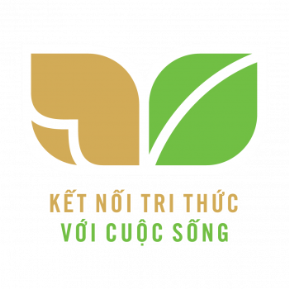 KẾT NỐI TRI THỨC
VỚI CUỘC SỐNG